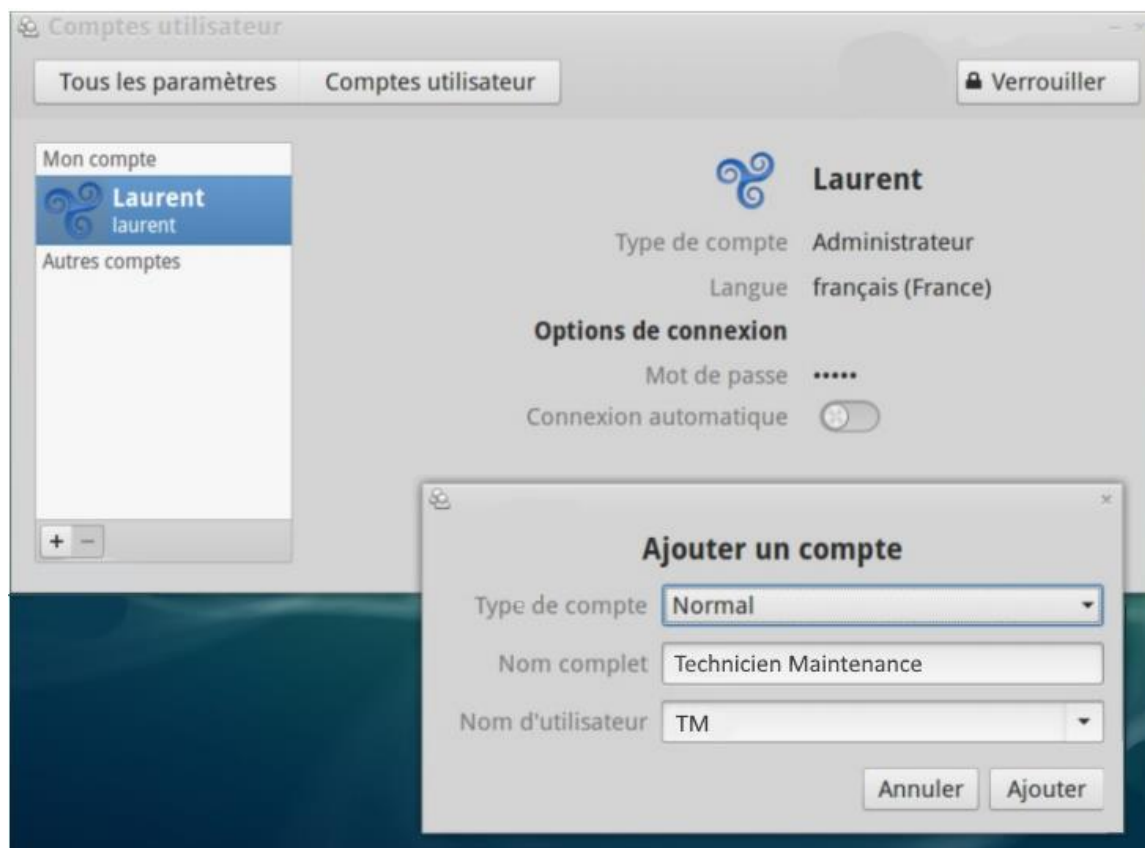 Comptes utilisateur
Tous les paramètres Comptes utilisateur Verrouiller
Mon compte
Laurent
laurent
Autres comptes
Laurent
Type de compte Administrateur
Langue français (France)
Options de connexion
Mot de passe •••••
Connexion automatique
+ −
Ajouter un compte
Type de compte Normal
Nom complet Technicien Maintenance
Nom d'utilisateur TM
Annuler Ajouter